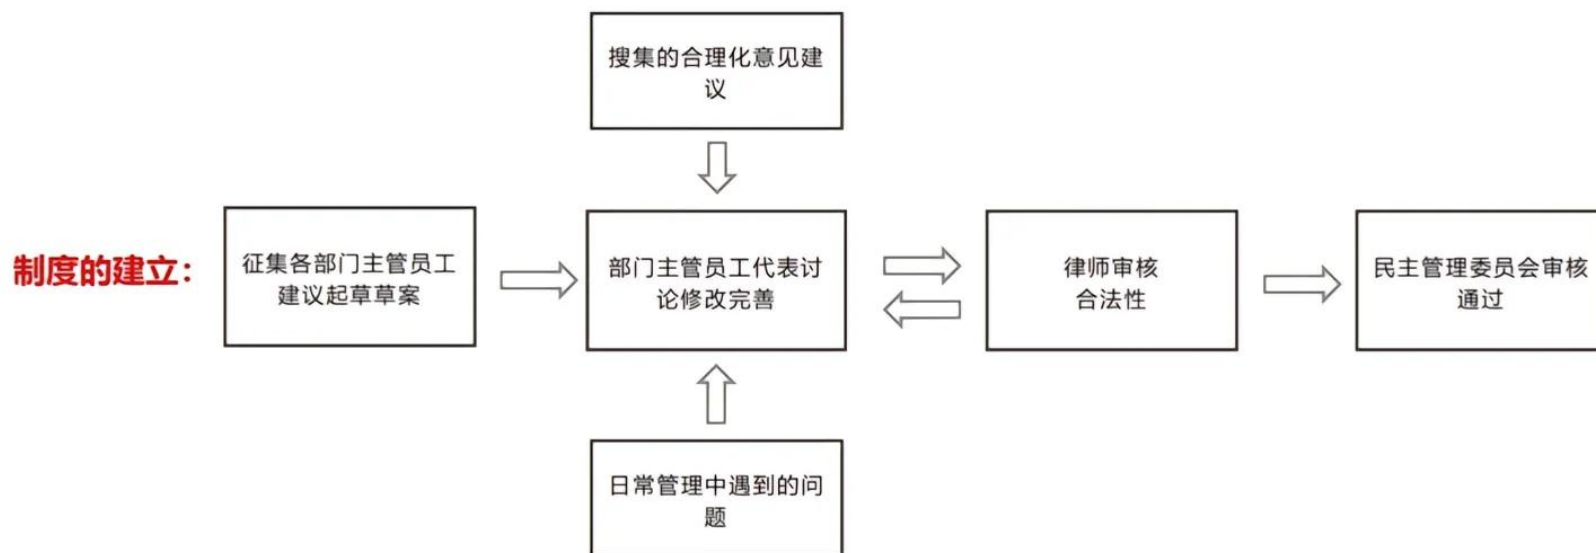 搜集的合理化意见建
议
制度的建立：
征集各部门主管员工
建议起草草案
部门主管员工代表讨
论修改完善
律师审核
合法性
民主管理委员会审核
通过
日常管理中遇到的问
题